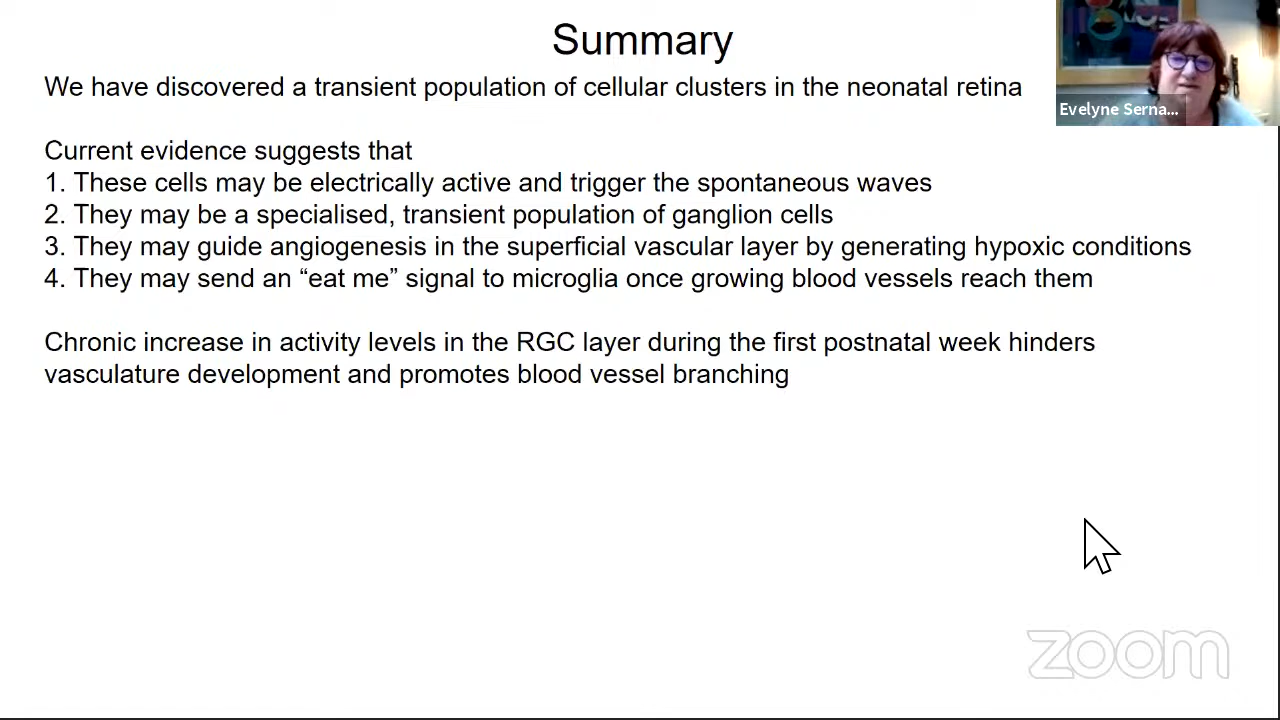 Summary
We have discovered a transient population of cellular clusters in the neonatal retina
Evelyne Serna...
Current evidence suggests that
1. These cells may be electrically active and trigger the spontaneous waves
2. They may be a specialised, transient population of ganglion cells
3. They may guide angiogenesis in the superficial vascular layer by generating hypoxic conditions
4. They may send an “eat me” signal to microglia once growing blood vessels reach them
Chronic increase in activity levels in the RGC layer during the first postnatal week hinders
vasculature development and promotes blood vessel branching
zoom